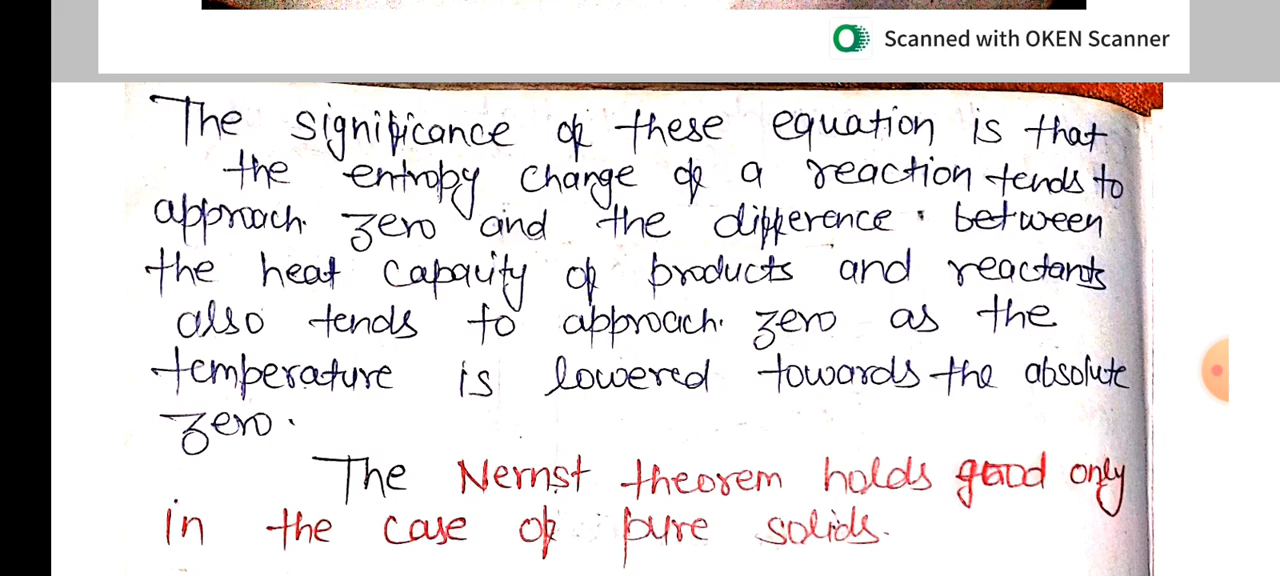 Scanned with OKEN Scanner
The significance of these equation is that
the entropy change of a reaction tends to
approach zero and the difference between
the heat capacity of products and reactants
also tends to approach zero as the
temperature is lowered towards the absolute
zero.
The Nernst theorem holds good only
in the case of pure solids.